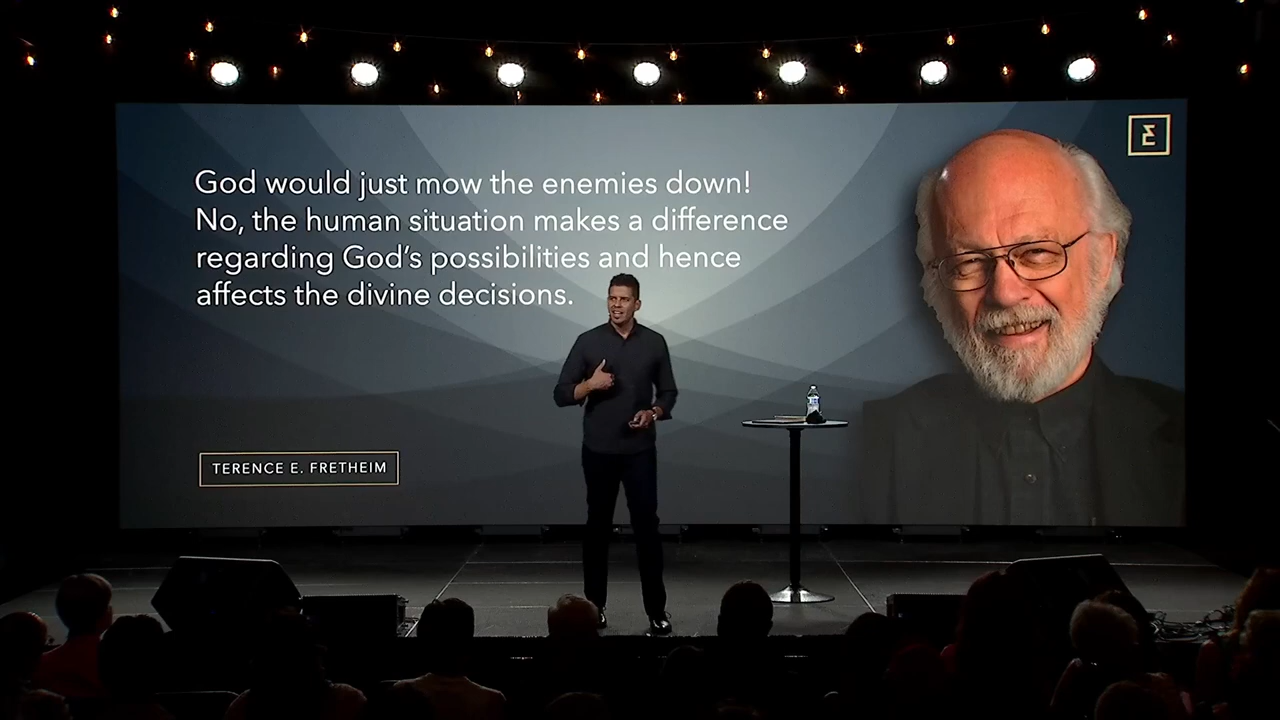 God would just mow the enemies down!
No, the human situation makes a difference
regarding God's possibilities and hence
affects the divine decisions.
TERENCE E. FRETHEIM